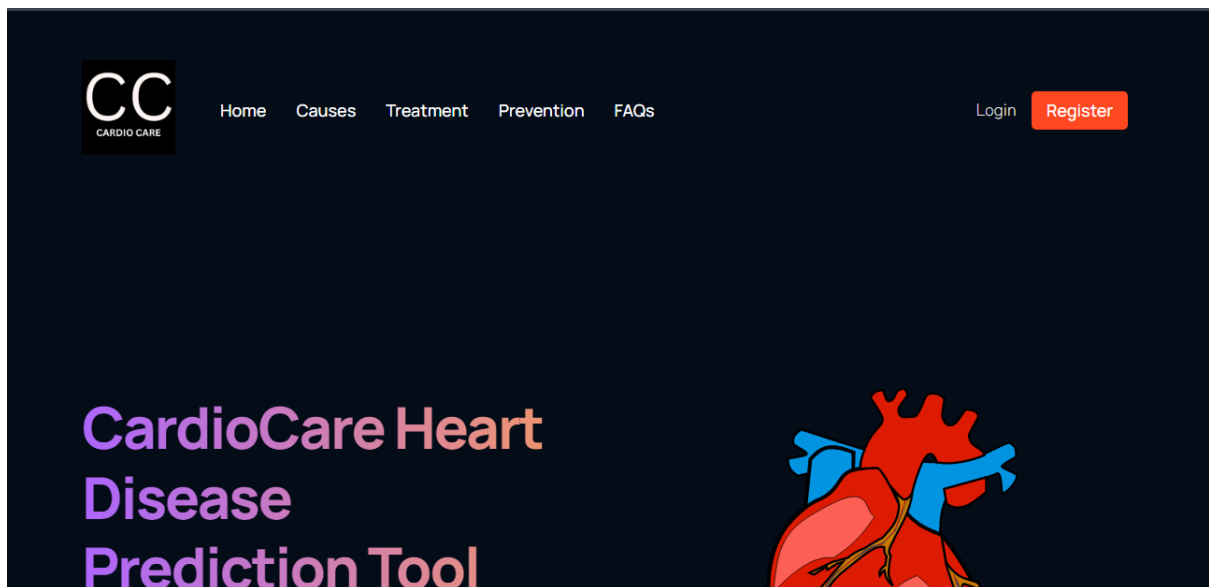 CC
CARDIO CARE
Home Causes Treatment Prevention FAQs Login Register
CardioCare Heart
Disease
Prediction Tool